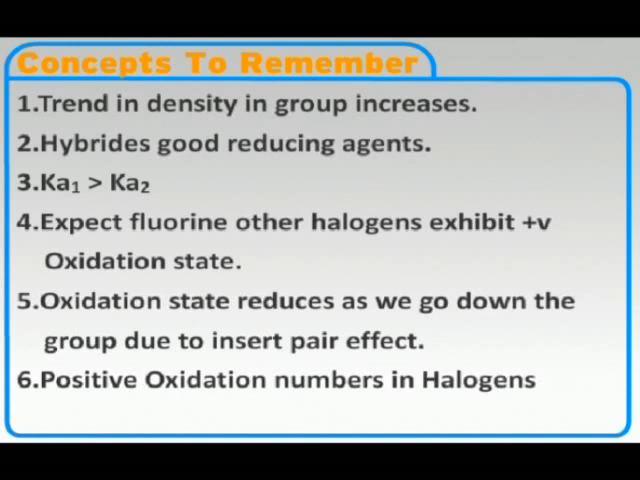 Concepts To Remember
1.Trend in density in group increases.
2.Hybrides good reducing agents.
3.Ka₁ > Ka₂
4.Expect fluorine other halogens exhibit +v
Oxidation state.
5.Oxidation state reduces as we go down the
group due to insert pair effect.
6.Positive Oxidation numbers in Halogens